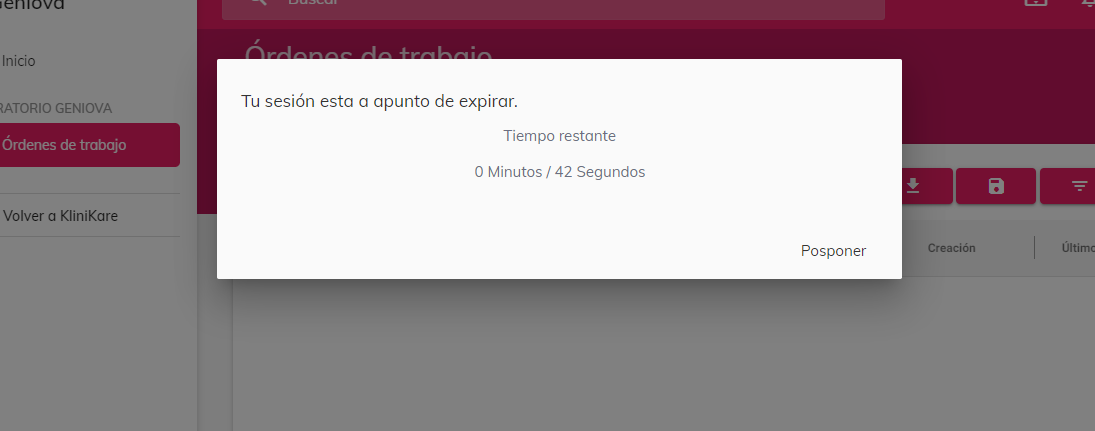 Geniova
Buscar
Órdenes de trabajo
Inicio
RATORIO GENIOVA
Órdenes de trabajo
Volver a KliniKare
Tu sesión esta a apunto de expirar.
Tiempo restante
0 Minutos / 42 Segundos
Posponer
Creación
Último